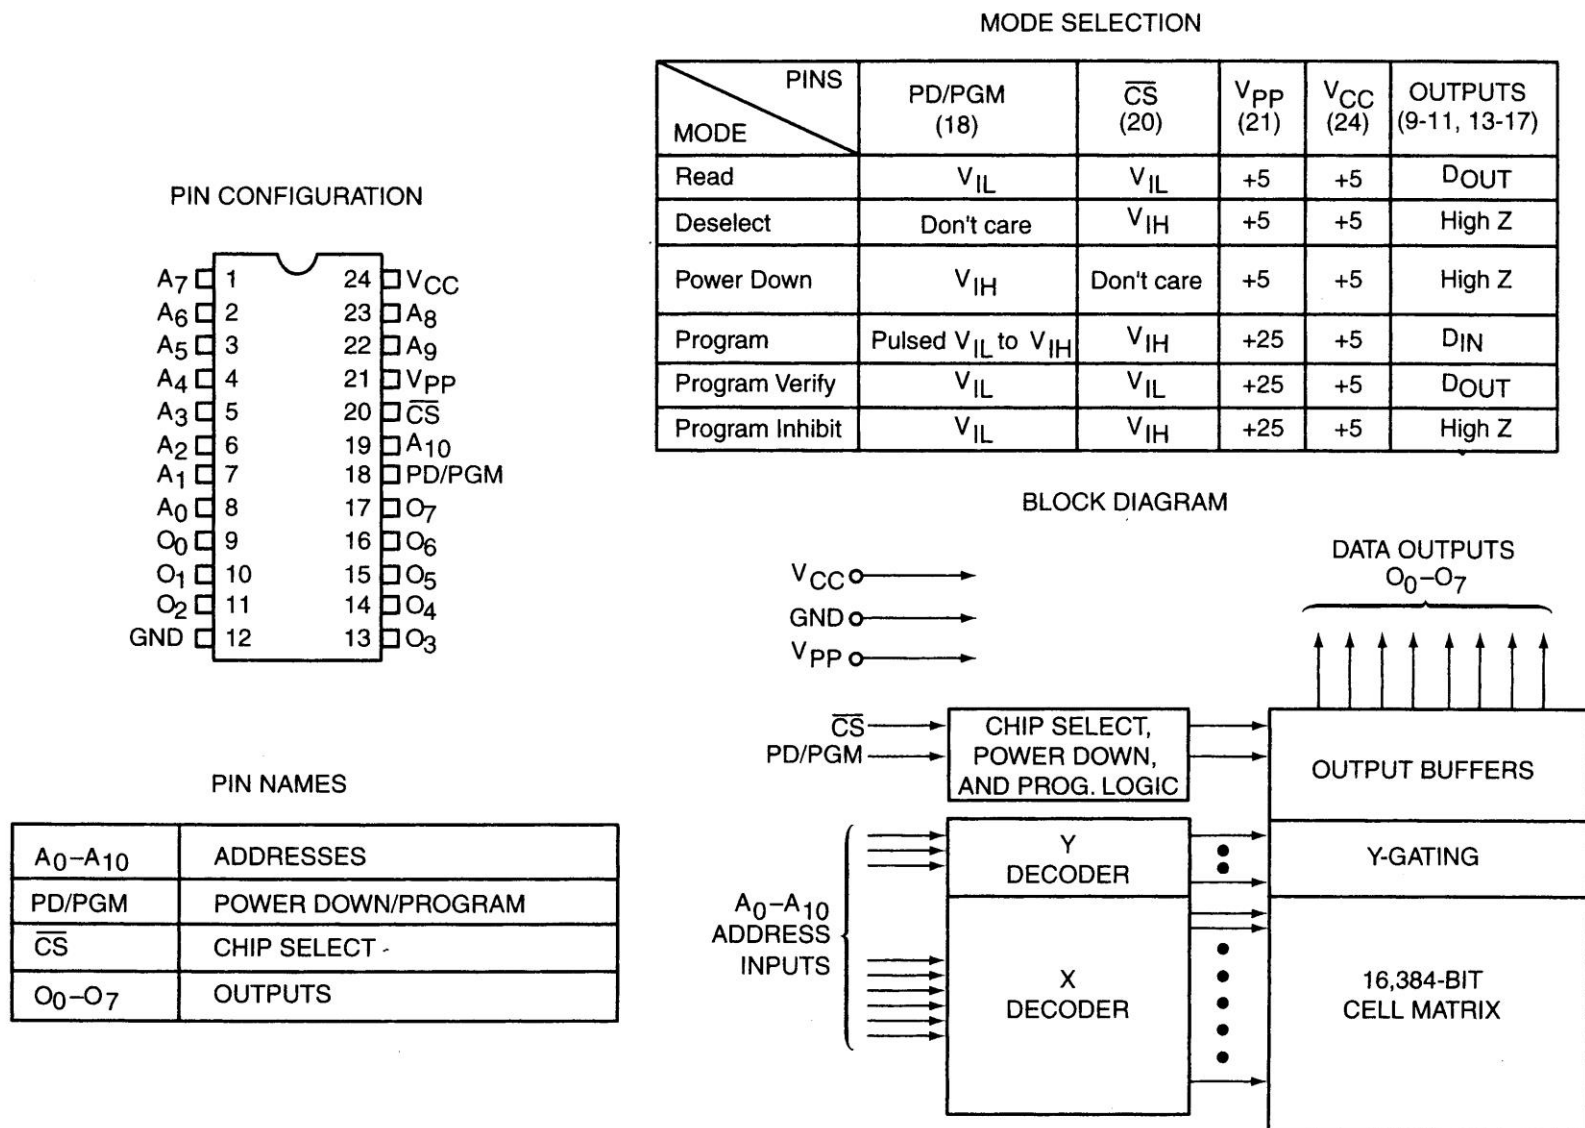 MODE SELECTION
PINS
MODE
PD/PGM (18)
C̅S̅ (20)
VPP (21)
VCC (24)
OUTPUTS (9-11, 13-17)
Read VIL VIL +5 +5 DOUT
Deselect Don't care VIH +5 +5 High Z
Power Down VIH Don't care +5 +5 High Z
Program Pulsed VIL to VIH VIH +25 +5 DIN
Program Verify VIL VIL +25 +5 DOUT
Program Inhibit VIL VIH +25 +5 High Z
PIN CONFIGURATION
A7 1 24 VCC
A6 2 23 A8
A5 3 22 A9
A4 4 21 VPP
A3 5 20 C̅S̅
A2 6 19 A10
A1 7 18 PD/PGM
A0 8 17 O7
O0 9 16 O6
O1 10 15 O5
O2 11 14 O4
GND 12 13 O3
PIN NAMES
A0–A10 ADDRESSES
PD/PGM POWER DOWN/PROGRAM
C̅S̅ CHIP SELECT
O0–O7 OUTPUTS
BLOCK DIAGRAM
VCC
GND
VPP
DATA OUTPUTS
O0–O7
C̅S̅
PD/PGM
CHIP SELECT,
POWER DOWN,
AND PROG. LOGIC
OUTPUT BUFFERS
Y
DECODER
Y-GATING
A0–A10
ADDRESS
INPUTS
X
DECODER
16,384-BIT
CELL MATRIX